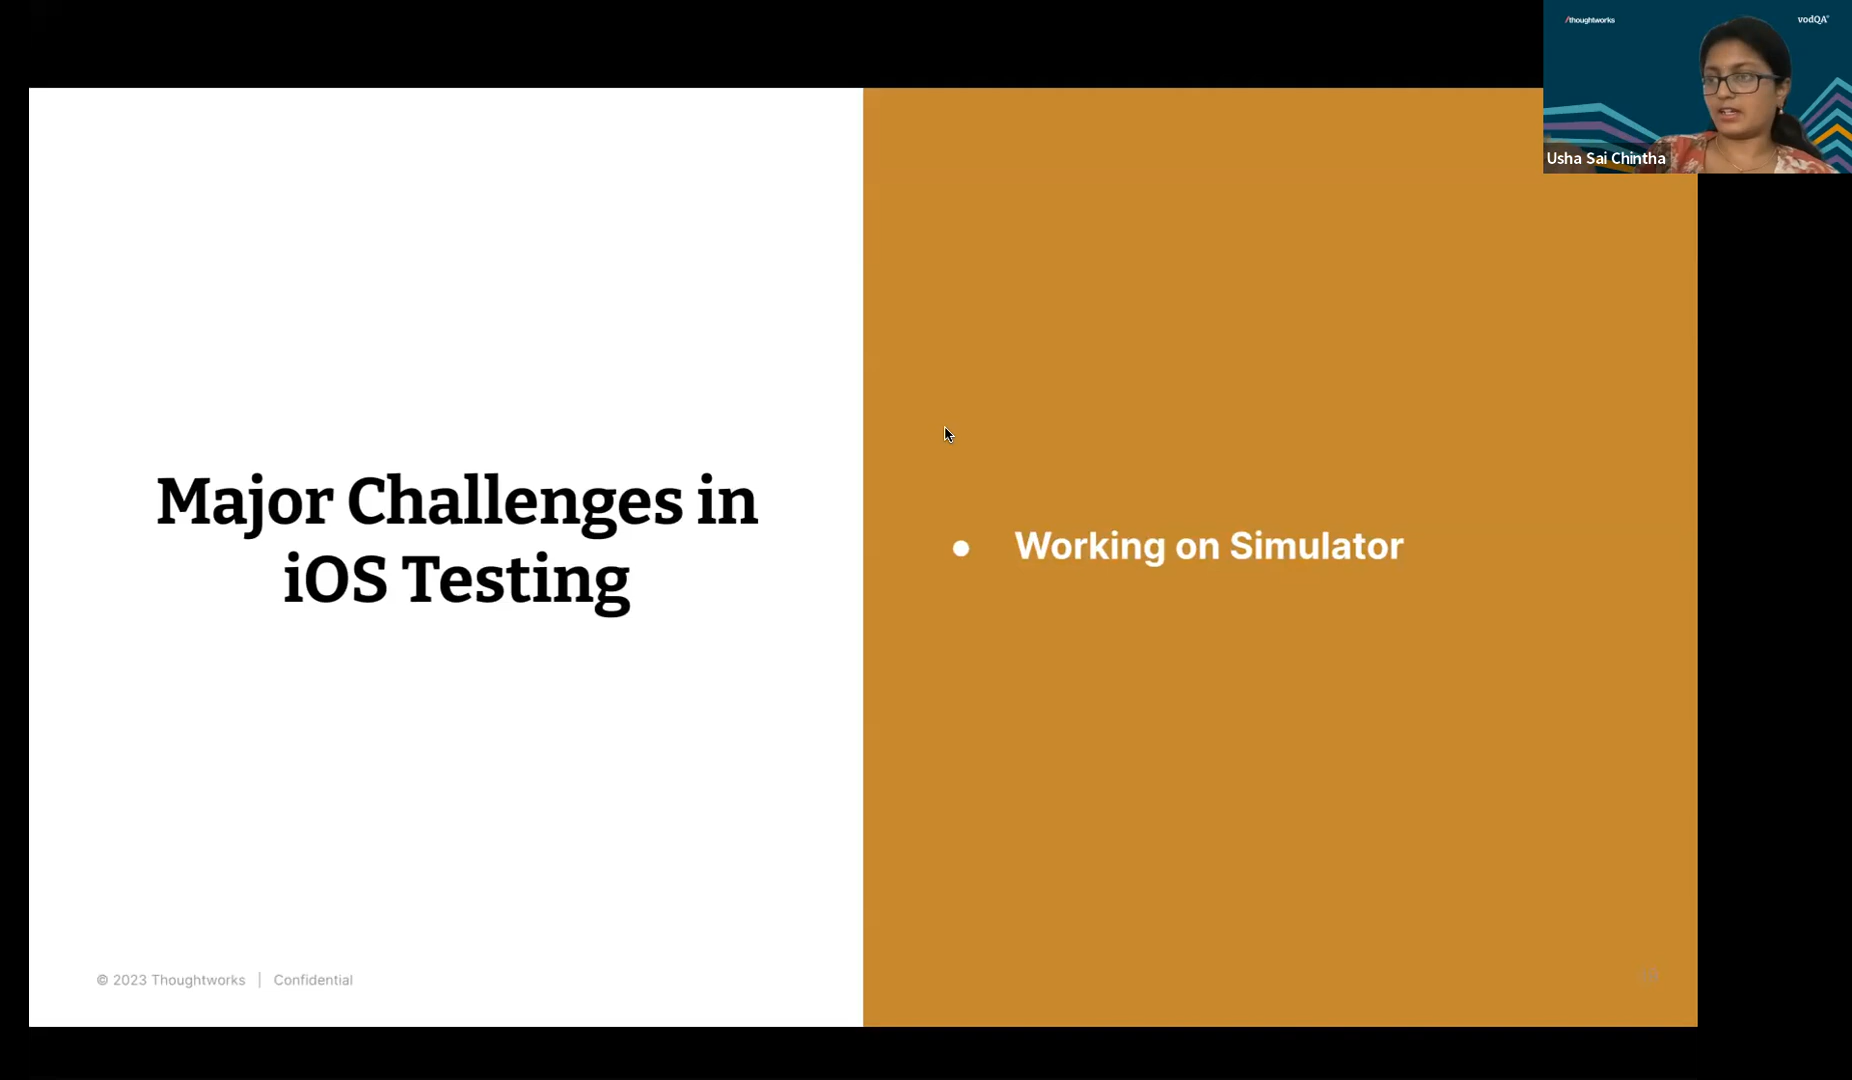 /thoughtworks
vodQA
Usha Sai Chintha
Major Challenges in
iOS Testing
● Working on Simulator
© 2023 Thoughtworks | Confidential